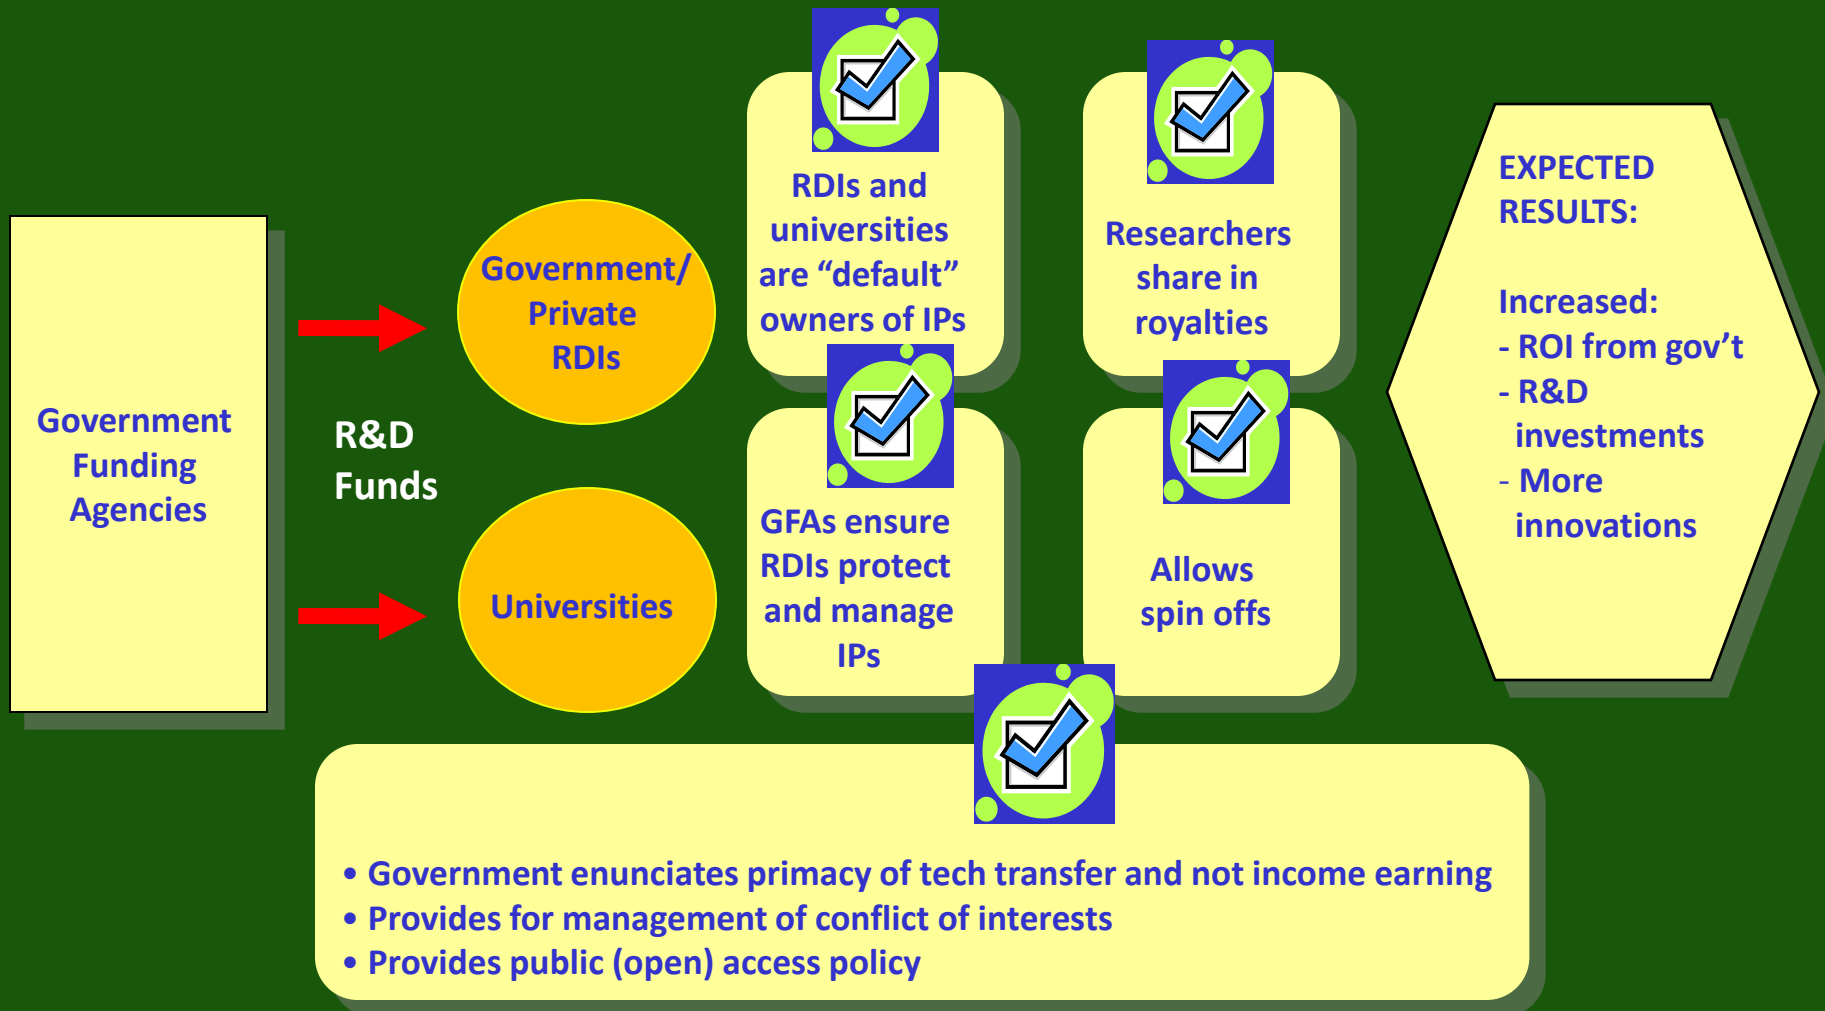 Government
Funding
Agencies
R&D
Funds
Government/
Private
RDIs
Universities
RDIs and
universities
are “default”
owners of IPs
Researchers
share in
royalties
GFAs ensure
RDIs protect
and manage
IPs
Allows
spin offs
EXPECTED
RESULTS:
Increased:
- ROI from gov’t
- R&D
investments
- More
innovations
• Government enunciates primacy of tech transfer and not income earning
• Provides for management of conflict of interests
• Provides public (open) access policy